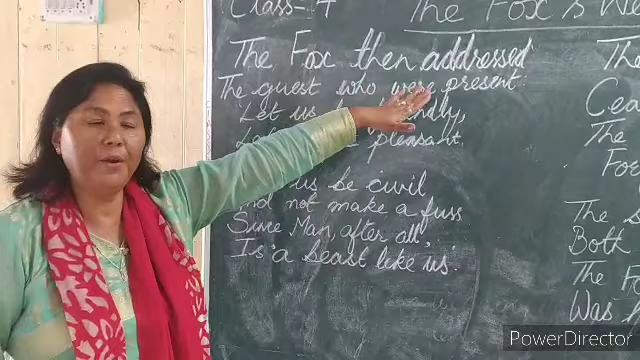 Class-4
The Fox's We
The Fox then addressed
The guest who were present
'Let us
pleasant.
us be civil
And not make a fuss
Since Man, after all,
Is a beast like us'.
The
The
For
The s
Both
The Fo
Was h
PowerDirector